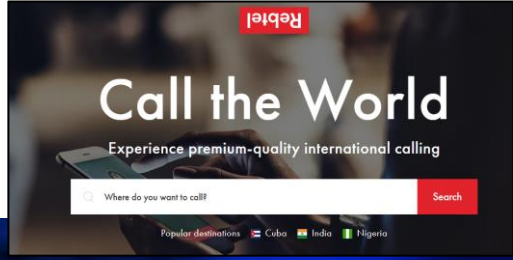 Rebtel
Call the World
Experience premium-quality international calling
Where do you want to call?
Search
Popular destinations Cuba India Nigeria